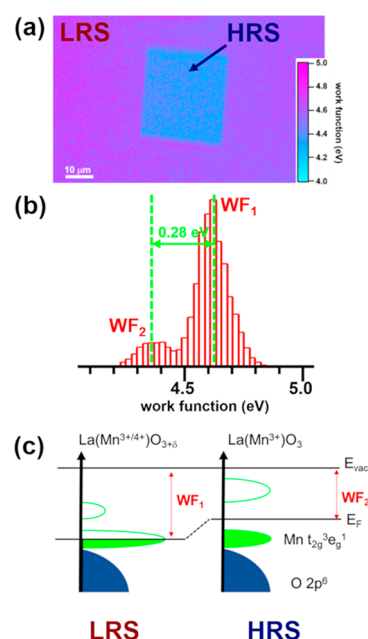 (a)
LRS
HRS
5.0
4.8
4.6
4.4
4.2
4.0
work function (eV)
10 μm
(b)
WF₁
0.28 eV
WF₂
4.5
5.0
work function (eV)
(c)
La(Mn³⁺/⁴⁺)O₃₊δ
La(Mn³⁺)O₃
Eᵥₐc
WF₁
WF₂
E_F
Mn t₂g³eg¹
O 2p⁶
LRS
HRS